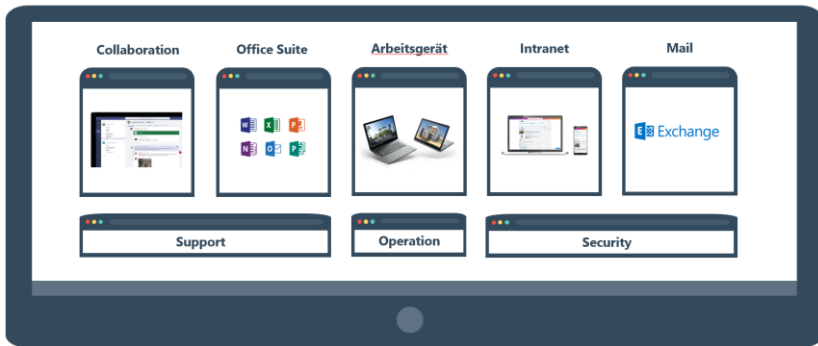 Collaboration
Office Suite
Arbeitsgerät
Intranet
Mail
W
X
P
N
O
P
E
Exchange
Support
Operation
Security